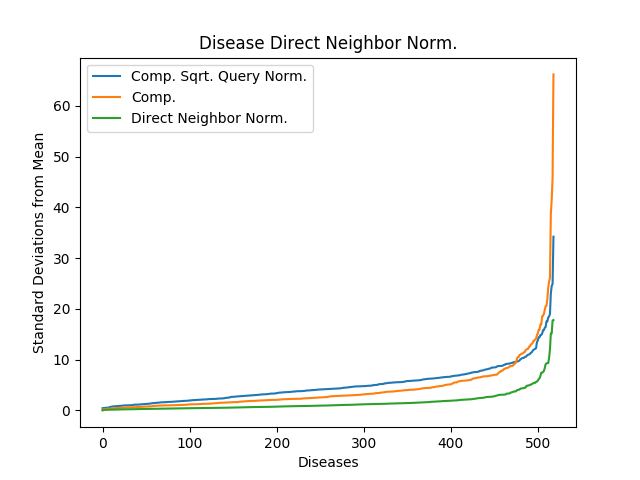 Disease Direct Neighbor Norm.
Comp. Sqrt. Query Norm.
Comp.
Direct Neighbor Norm.
Standard Deviations from Mean
60
50
40
30
20
10
0
0 100 200 300 400 500
Diseases